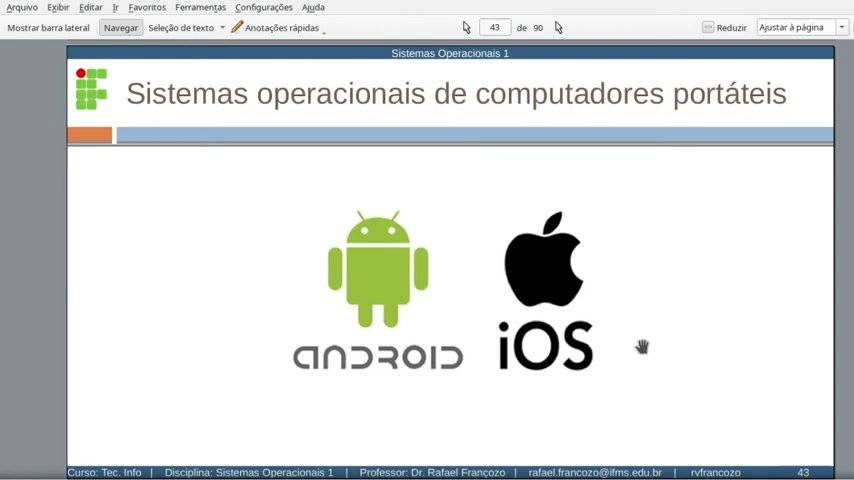 Arquivo Exibir Editar Ir Favoritos Ferramentas Configurações Ajuda
Mostrar barra lateral Navegar Seleção de texto Anotações rápidas 43 de 90 Reduzir Ajustar à página
Sistemas Operacionais 1
Sistemas operacionais de computadores portáteis
ANDROID
iOS
Curso: Tec. Info | Disciplina: Sistemas Operacionais 1 | Professor: Dr. Rafael Françozo | rafael.francozo@ifms.edu.br | rvfrancozo 43